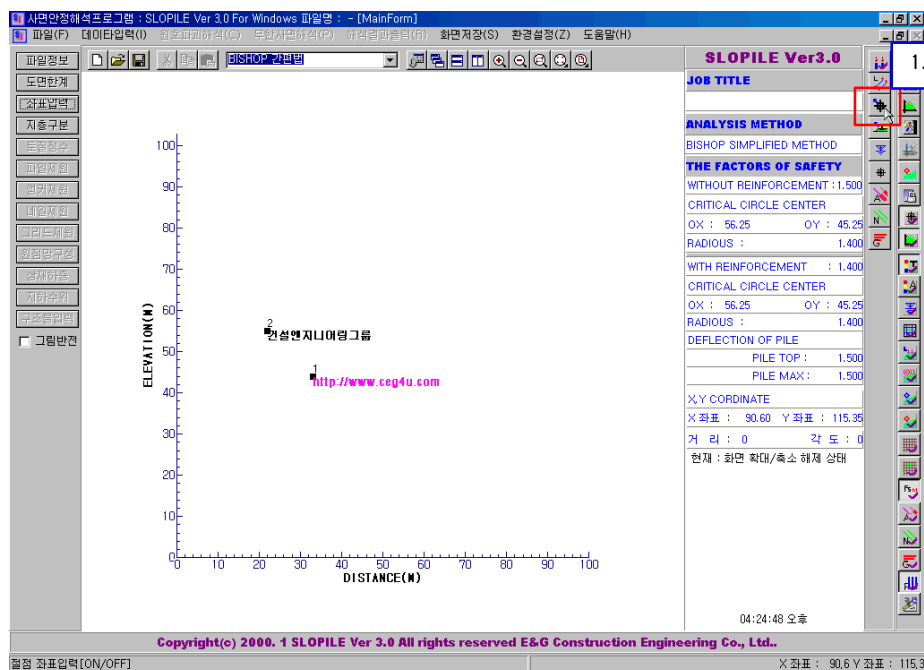 사면안정해석프로그램 : SLOPILE Ver 3.0 For Windows 파일명 : - [MainForm]
파일(F) 데이타입력(I) 원호파괴해석(C) 무한사면해석(P) 해석결과출력(R) 화면저장(S) 환경설정(Z) 도움말(H)
BISHOP 간편법
1.
파일정보
도면한계
좌표입력
지층구분
토질정수
파일제원
앵커제원
네일제원
그리드제원
원점망구성
상재하중
지하수위
구조물입력
그림반전
ELEVATION(M)
100
90
80
70
60
50
40
30
20
10
0
2
건설엔지니어링그룹
1
http://www.ceg4u.com
0 10 20 30 40 50 60 70 80 90 100
DISTANCE(M)
SLOPILE Ver3.0
JOB TITLE
ANALYSIS METHOD
BISHOP SIMPLIFIED METHOD
THE FACTORS OF SAFETY
WITHOUT REINFORCEMENT : 1.500
CRITICAL CIRCLE CENTER
OX : 56.25 OY : 45.25
RADIOUS : 1.400
WITH REINFORCEMENT : 1.400
CRITICAL CIRCLE CENTER
OX : 56.25 OY : 45.25
RADIOUS : 1.400
DEFLECTION OF PILE
PILE TOP : 1.500
PILE MAX : 1.500
X,Y CORDINATE
X 좌표 : 90.60 Y 좌표 : 115.35
거 리 : 0 각 도 : 0
현재 : 화면 확대/축소 해제 상태
04:24:48 오후
Copyright(c) 2000. 1 SLOPILE Ver 3.0 All rights reserved E&G Construction Engineering Co., Ltd..
절점 좌표입력[ON/OFF]
X 좌표 : 90.6 Y 좌표 : 115.3